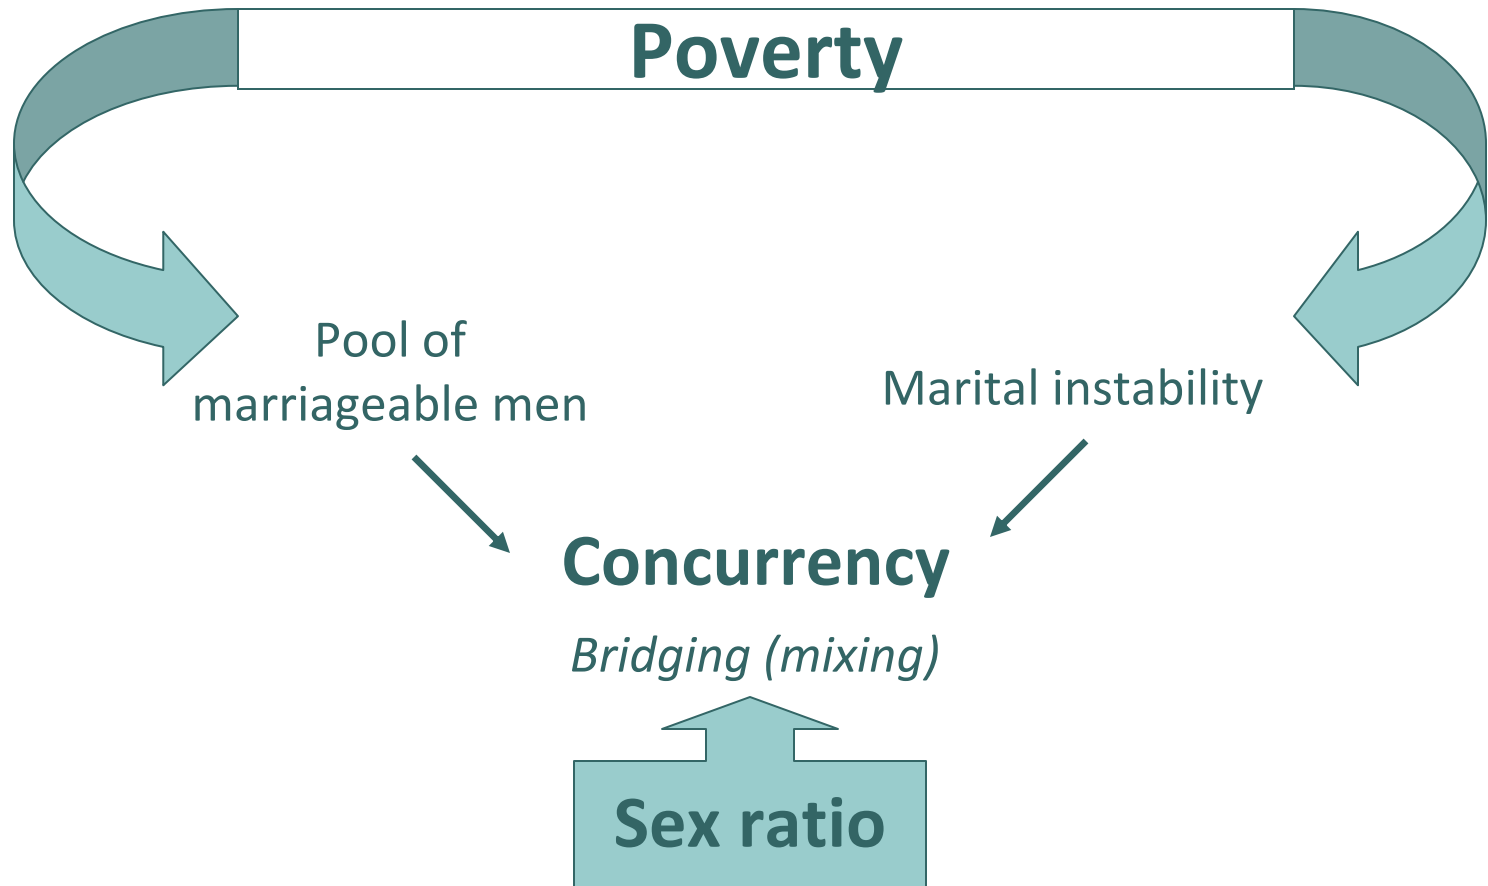 Poverty
Pool of
marriageable men
Marital instability
Concurrency
Bridging (mixing)
Sex ratio